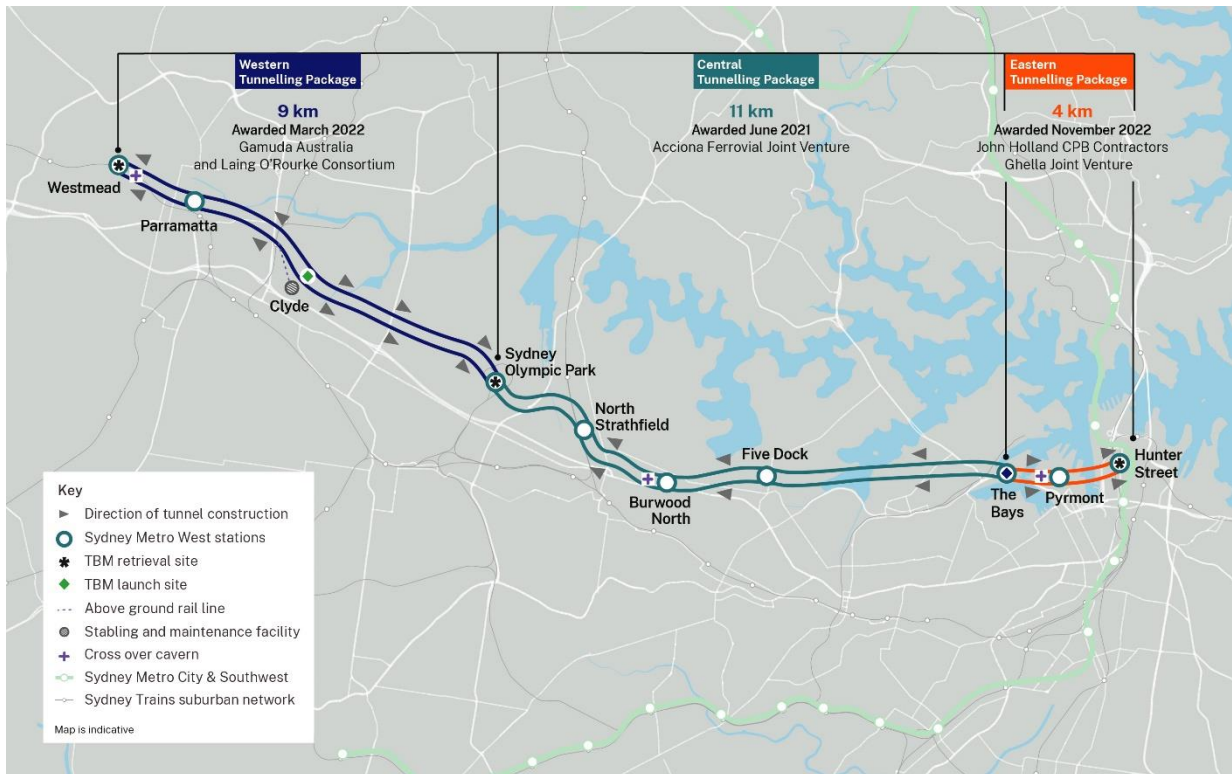 Western
Tunnelling Package
9 km
Awarded March 2022
Gamuda Australia
and Laing O'Rourke Consortium
Central
Tunnelling Package
11 km
Awarded June 2021
Acciona Ferrovial Joint Venture
Eastern
Tunnelling Package
4 km
Awarded November 2022
John Holland CPB Contractors
Ghella Joint Venture
Westmead
Parramatta
Clyde
Sydney
Olympic Park
North
Strathfield
Burwood
North
Five Dock
The
Bays
Pyrmont
Hunter
Street
Key
Direction of tunnel construction
Sydney Metro West stations
TBM retrieval site
TBM launch site
Above ground rail line
Stabling and maintenance facility
Cross over cavern
Sydney Metro City & Southwest
Sydney Trains suburban network
Map is indicative